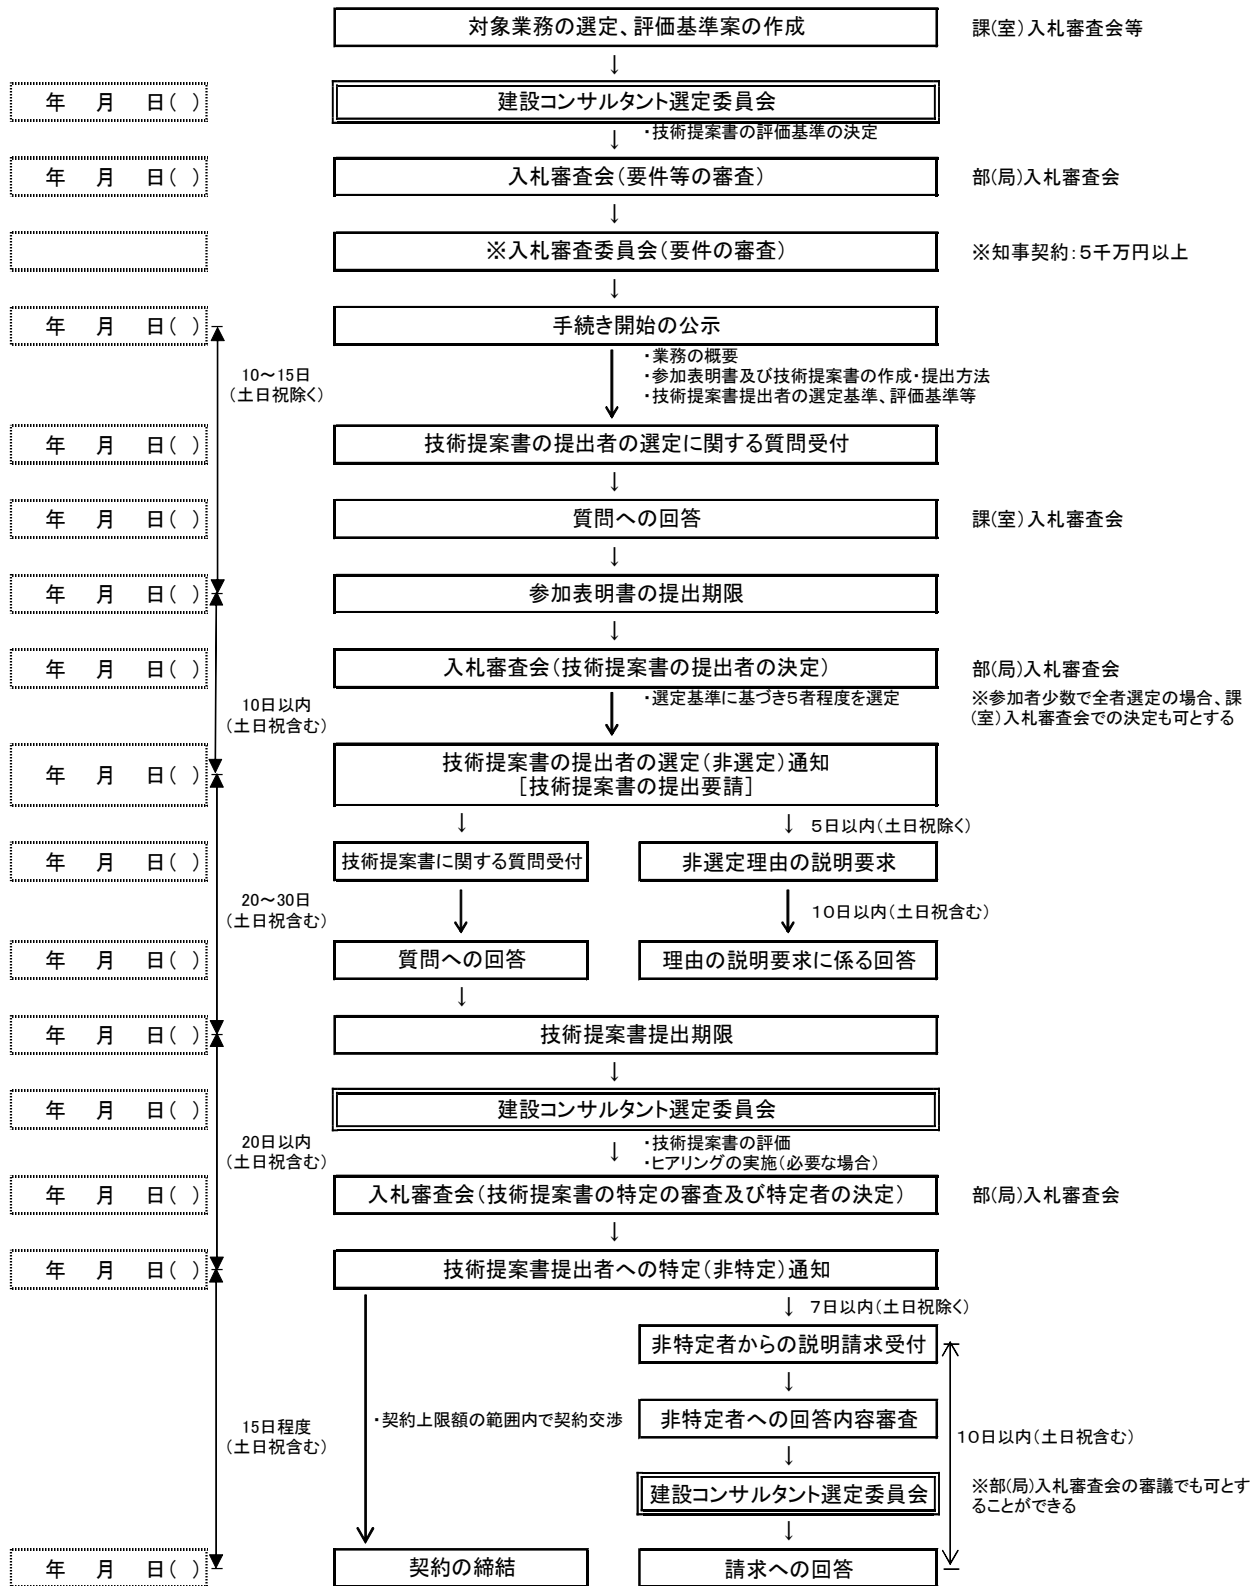 対象業務の選定、評価基準案の作成
課(室)入札審査会等
↓
年 月 日( )
建設コンサルタント選定委員会
↓
・技術提案書の評価基準の決定
年 月 日( )
入札審査会(要件等の審査)
部(局)入札審査会
↓
※入札審査委員会(要件の審査)
※知事契約:5千万円以上
↓
年 月 日( )
手続き開始の公示
・業務の概要
・参加表明書及び技術提案書の作成・提出方法
・技術提案書提出者の選定基準、評価基準等
10~15日
(土日祝除く)
年 月 日( )
技術提案書の提出者の選定に関する質問受付
↓
年 月 日( )
質問への回答
課(室)入札審査会
↓
年 月 日( )
参加表明書の提出期限
↓
年 月 日( )
入札審査会(技術提案書の提出者の決定)
部(局)入札審査会
・選定基準に基づき5者程度を選定
※参加者少数で全者選定の場合、課
(室)入札審査会での決定も可とする
10日以内
(土日祝含む)
年 月 日( )
技術提案書の提出者の選定(非選定)通知
[技術提案書の提出要請]
↓
↓ 5日以内(土日祝除く)
年 月 日( )
技術提案書に関する質問受付
非選定理由の説明要求
20~30日
(土日祝含む)
10日以内(土日祝含む)
年 月 日( )
質問への回答
理由の説明要求に係る回答
↓
年 月 日( )
技術提案書提出期限
↓
年 月 日( )
建設コンサルタント選定委員会
20日以内
(土日祝含む)
↓
・技術提案書の評価
・ヒアリングの実施(必要な場合)
年 月 日( )
入札審査会(技術提案書の特定の審査及び特定者の決定)
部(局)入札審査会
↓
年 月 日( )
技術提案書提出者への特定(非特定)通知
↓ 7日以内(土日祝除く)
非特定者からの説明請求受付
↓
15日程度
(土日祝含む)
・契約上限額の範囲内で契約交渉
非特定者への回答内容審査
10日以内(土日祝含む)
↓
建設コンサルタント選定委員会
※部(局)入札審査会の審議でも可とす
ることができる
↓
年 月 日( )
契約の締結
請求への回答